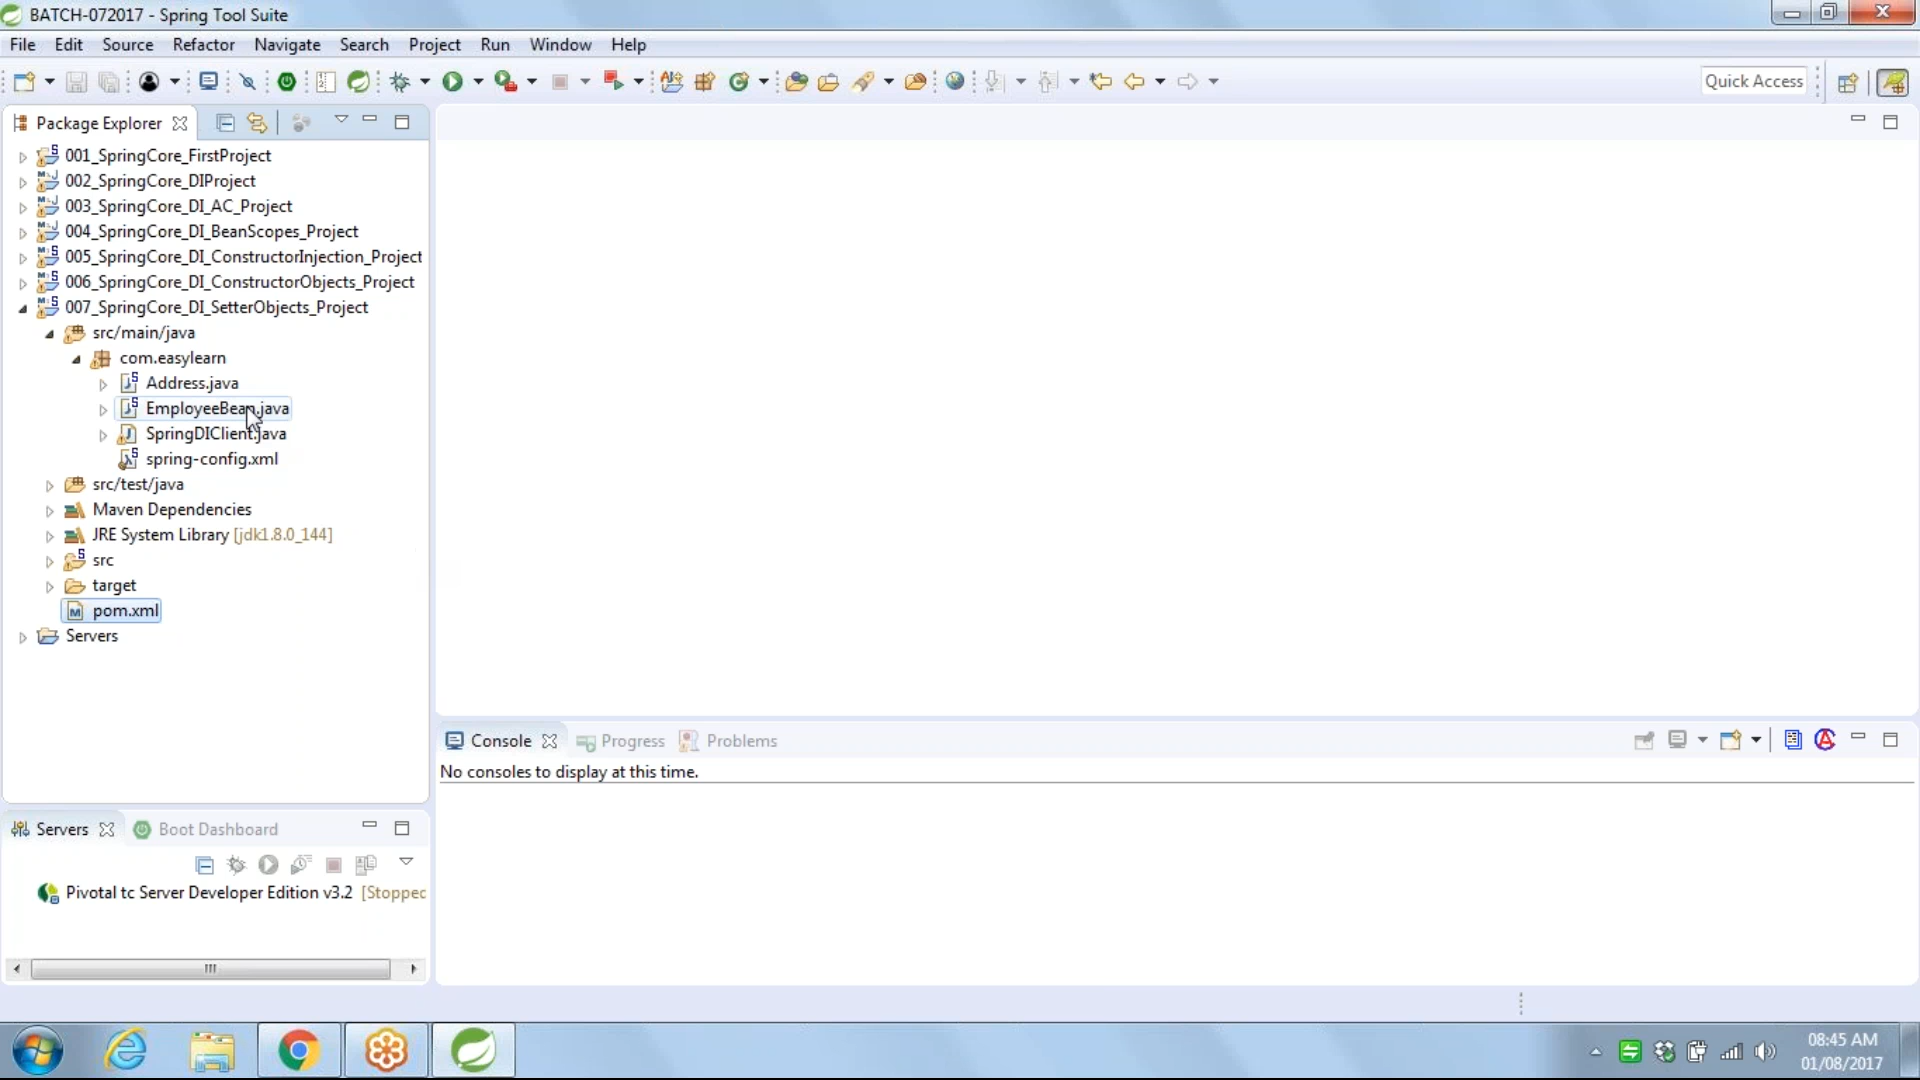 BATCH-072017 - Spring Tool Suite
File Edit Source Refactor Navigate Search Project Run Window Help
Quick Access
Package Explorer
001_SpringCore_FirstProject
002_SpringCore_DIProject
003_SpringCore_DI_AC_Project
004_SpringCore_DI_BeanScopes_Project
005_SpringCore_DI_ConstructorInjection_Project
006_SpringCore_DI_ConstructorObjects_Project
007_SpringCore_DI_SetterObjects_Project
src/main/java
com.easylearn
Address.java
EmployeeBean.java
SpringDIClient.java
spring-config.xml
src/test/java
Maven Dependencies
JRE System Library [jdk1.8.0_144]
src
target
pom.xml
Servers
Console Progress Problems
No consoles to display at this time.
Servers Boot Dashboard
Pivotal tc Server Developer Edition v3.2 [Stopped
08:45 AM
01/08/2017